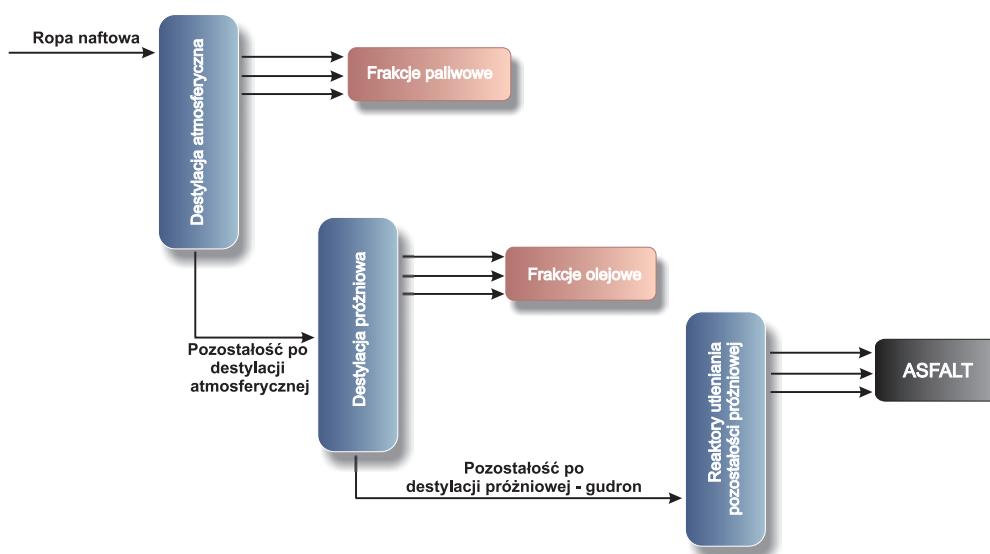 Ropa naftowa
Destylacja atmosferyczna
Frakcje paliwowe
Pozostałość po
destylacji
atmosferycznej
Destylacja próżniowa
Frakcje olejowe
Pozostałość po
destylacji próżniowej - gudron
Reaktory utleniania
pozostałości próżniowej
ASFALT